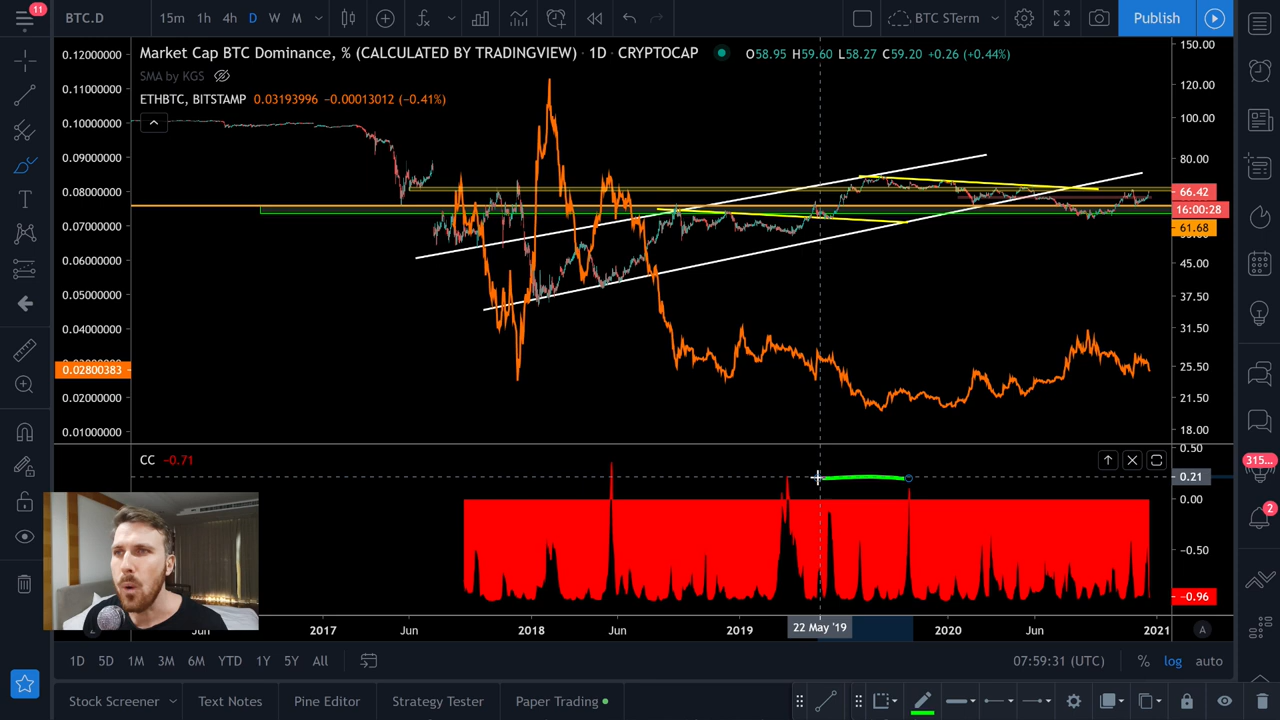 11
BTC.D
15m 1h 4h D W M
BTC STerm
Publish
Market Cap BTC Dominance, % (CALCULATED BY TRADINGVIEW) · 1D · CRYPTOCAP
O58.95 H59.60 L58.27 C59.20 +0.26 (+0.44%)
SMA by KGS
ETHBTC, BITSTAMP 0.03193996 −0.00013012 (−0.41%)
0.12000000
0.11000000
0.10000000
0.09000000
0.08000000
0.07000000
0.06000000
0.05000000
0.04000000
0.02800383
0.02000000
0.01000000
150.00
120.00
100.00
80.00
66.42
16:00:28
61.68
45.00
37.50
31.50
25.50
21.50
18.00
CC −0.71
0.50
0.21
0.00
−0.50
−0.96
315...
2
Jun 2017 Jun 2018 Jun 2019 22 May '19 2020 Jun 2021
A
1D 5D 1M 3M 6M YTD 1Y 5Y All
07:59:31 (UTC) % log auto
Stock Screener Text Notes Pine Editor Strategy Tester Paper Trading